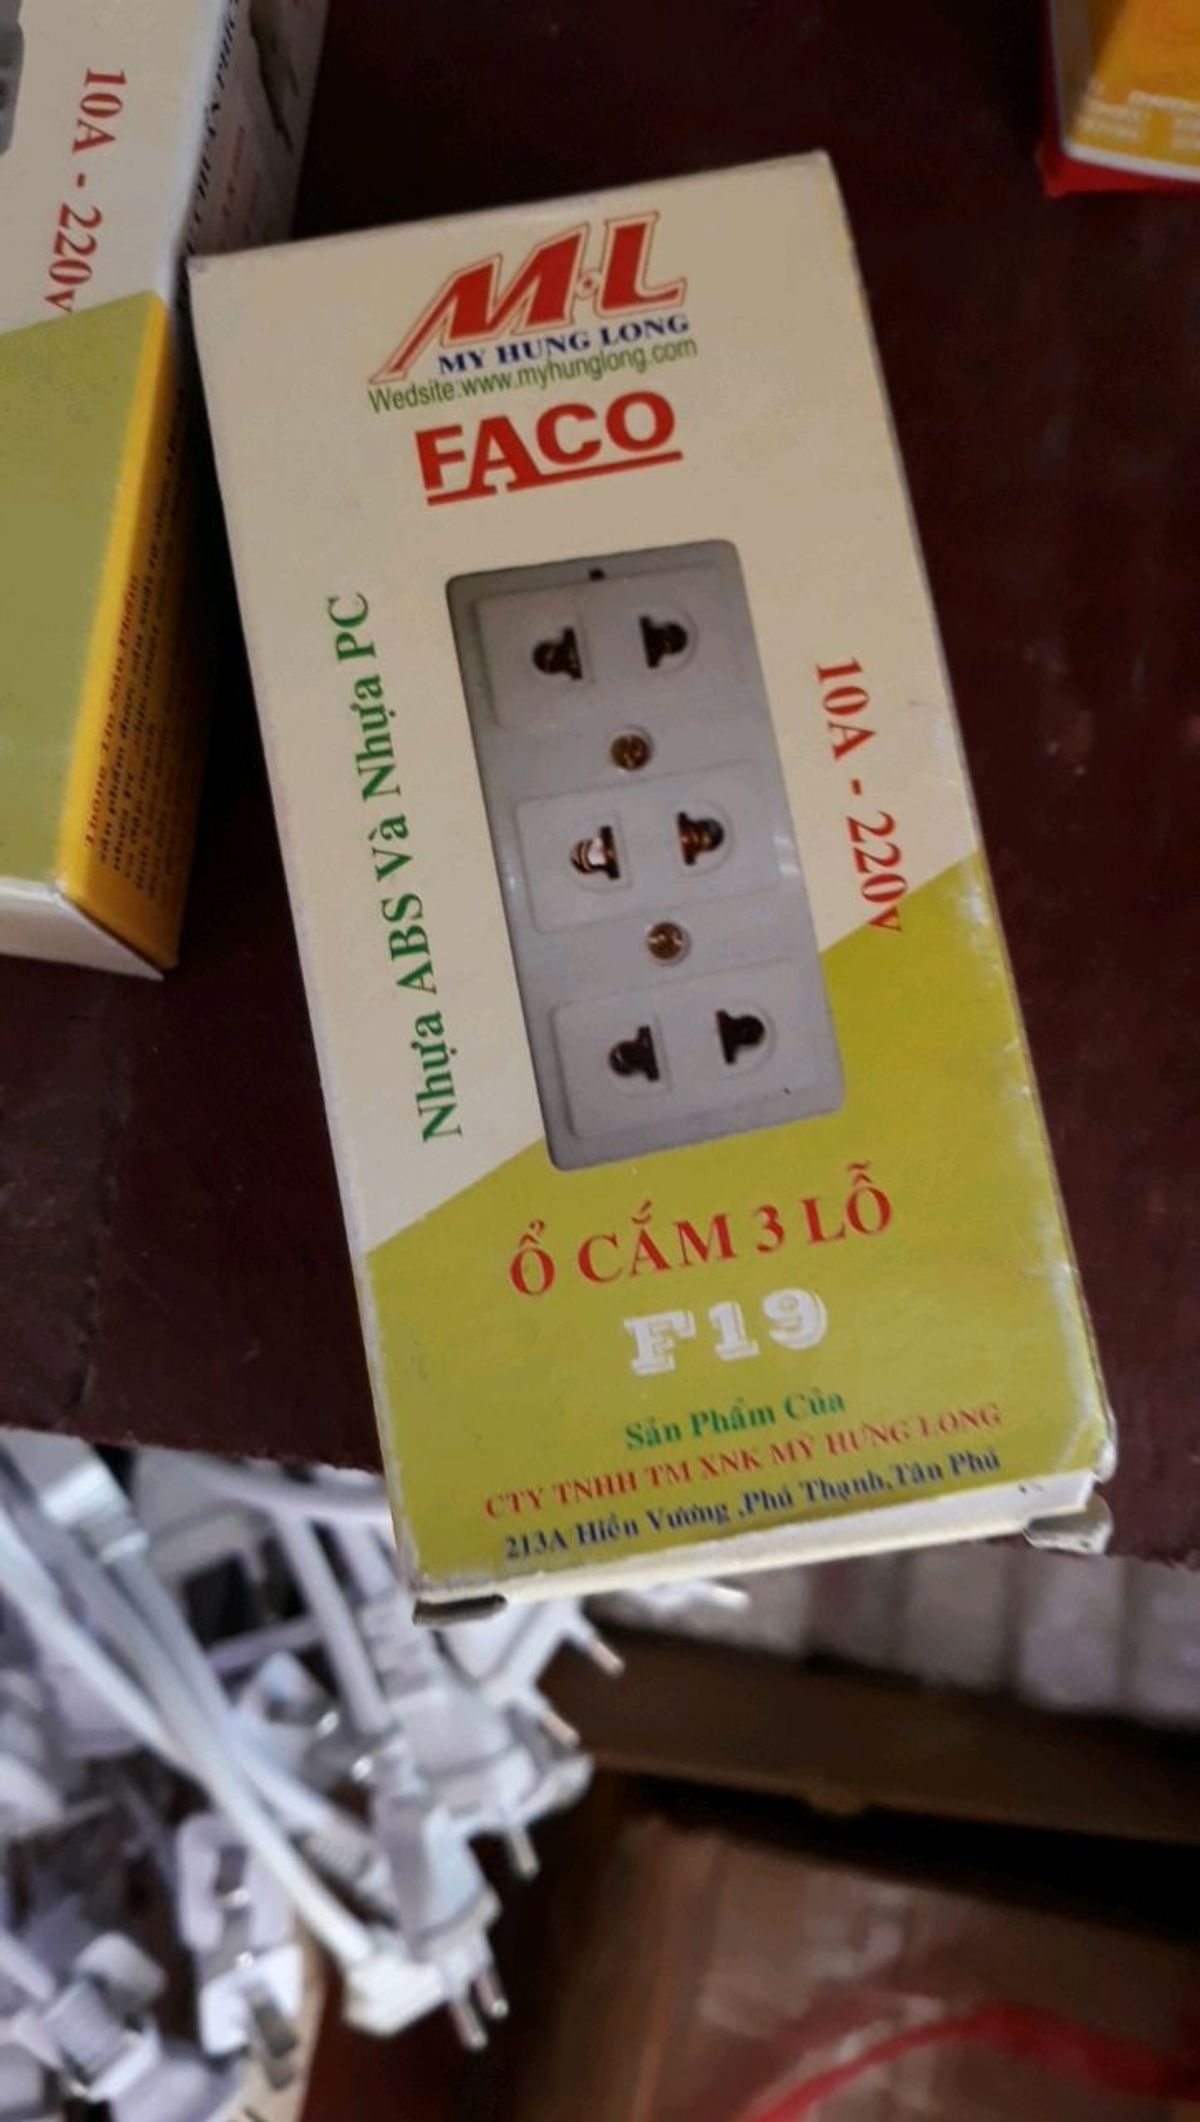 M.L
MY HUNG LONG
Wedsite:www.myhunglong.com
FACO
Nhựa ABS Và Nhựa PC
10A - 220v
Ổ CẮM 3 LỖ
F19
Sản Phẩm Của
CTY TNHH TM XNK MỸ HƯNG LONG
213A Hiền Vương ,Phú Thạnh,Tân Phú
10A - 220v